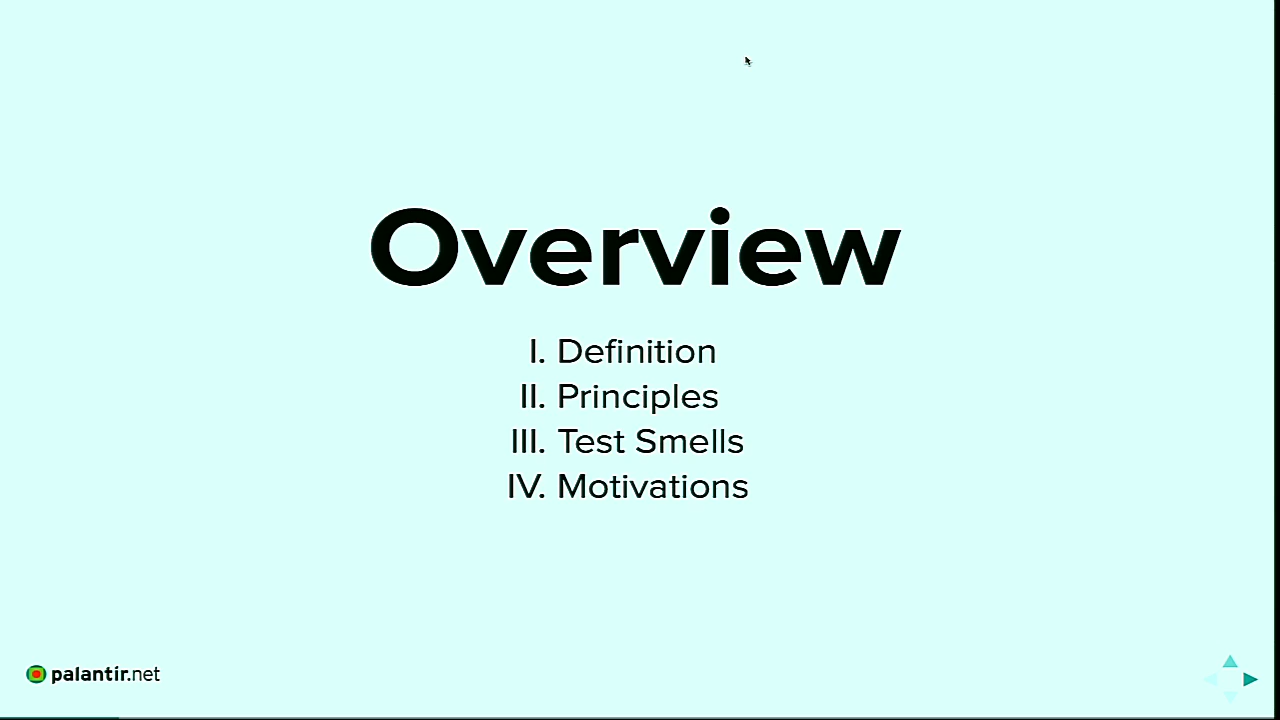 Overview
I. Definition
II. Principles
III. Test Smells
IV. Motivations
palantir.net